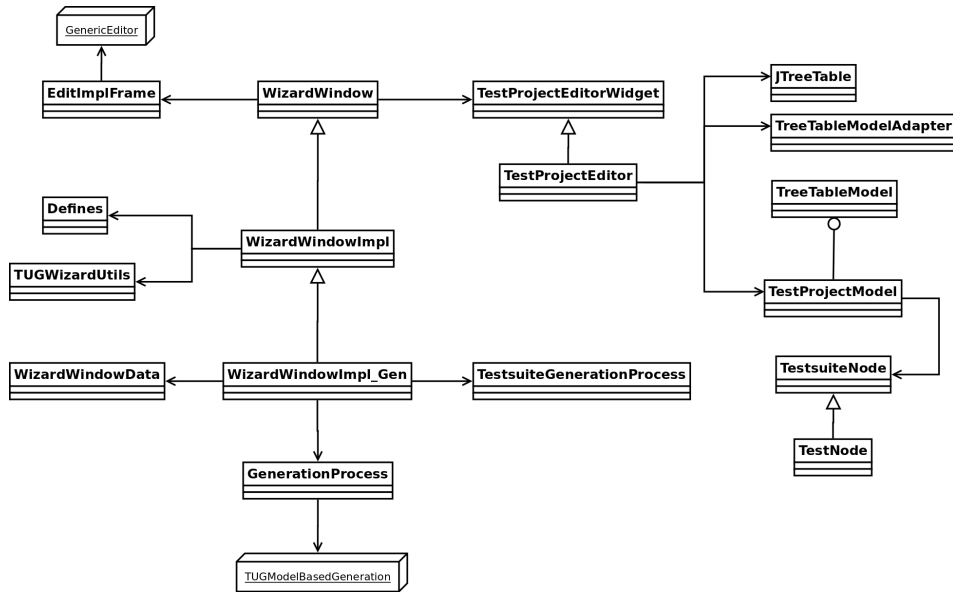 GenericEditor
EditImplFrame
WizardWindow
TestProjectEditorWidget
JTreeTable
TreeTableModelAdapter
TestProjectEditor
TreeTableModel
Defines
WizardWindowImpl
TUGWizardUtils
TestProjectModel
WizardWindowData
WizardWindowImpl_Gen
TestsuiteGenerationProcess
TestsuiteNode
TestNode
GenerationProcess
TUGModelBasedGeneration